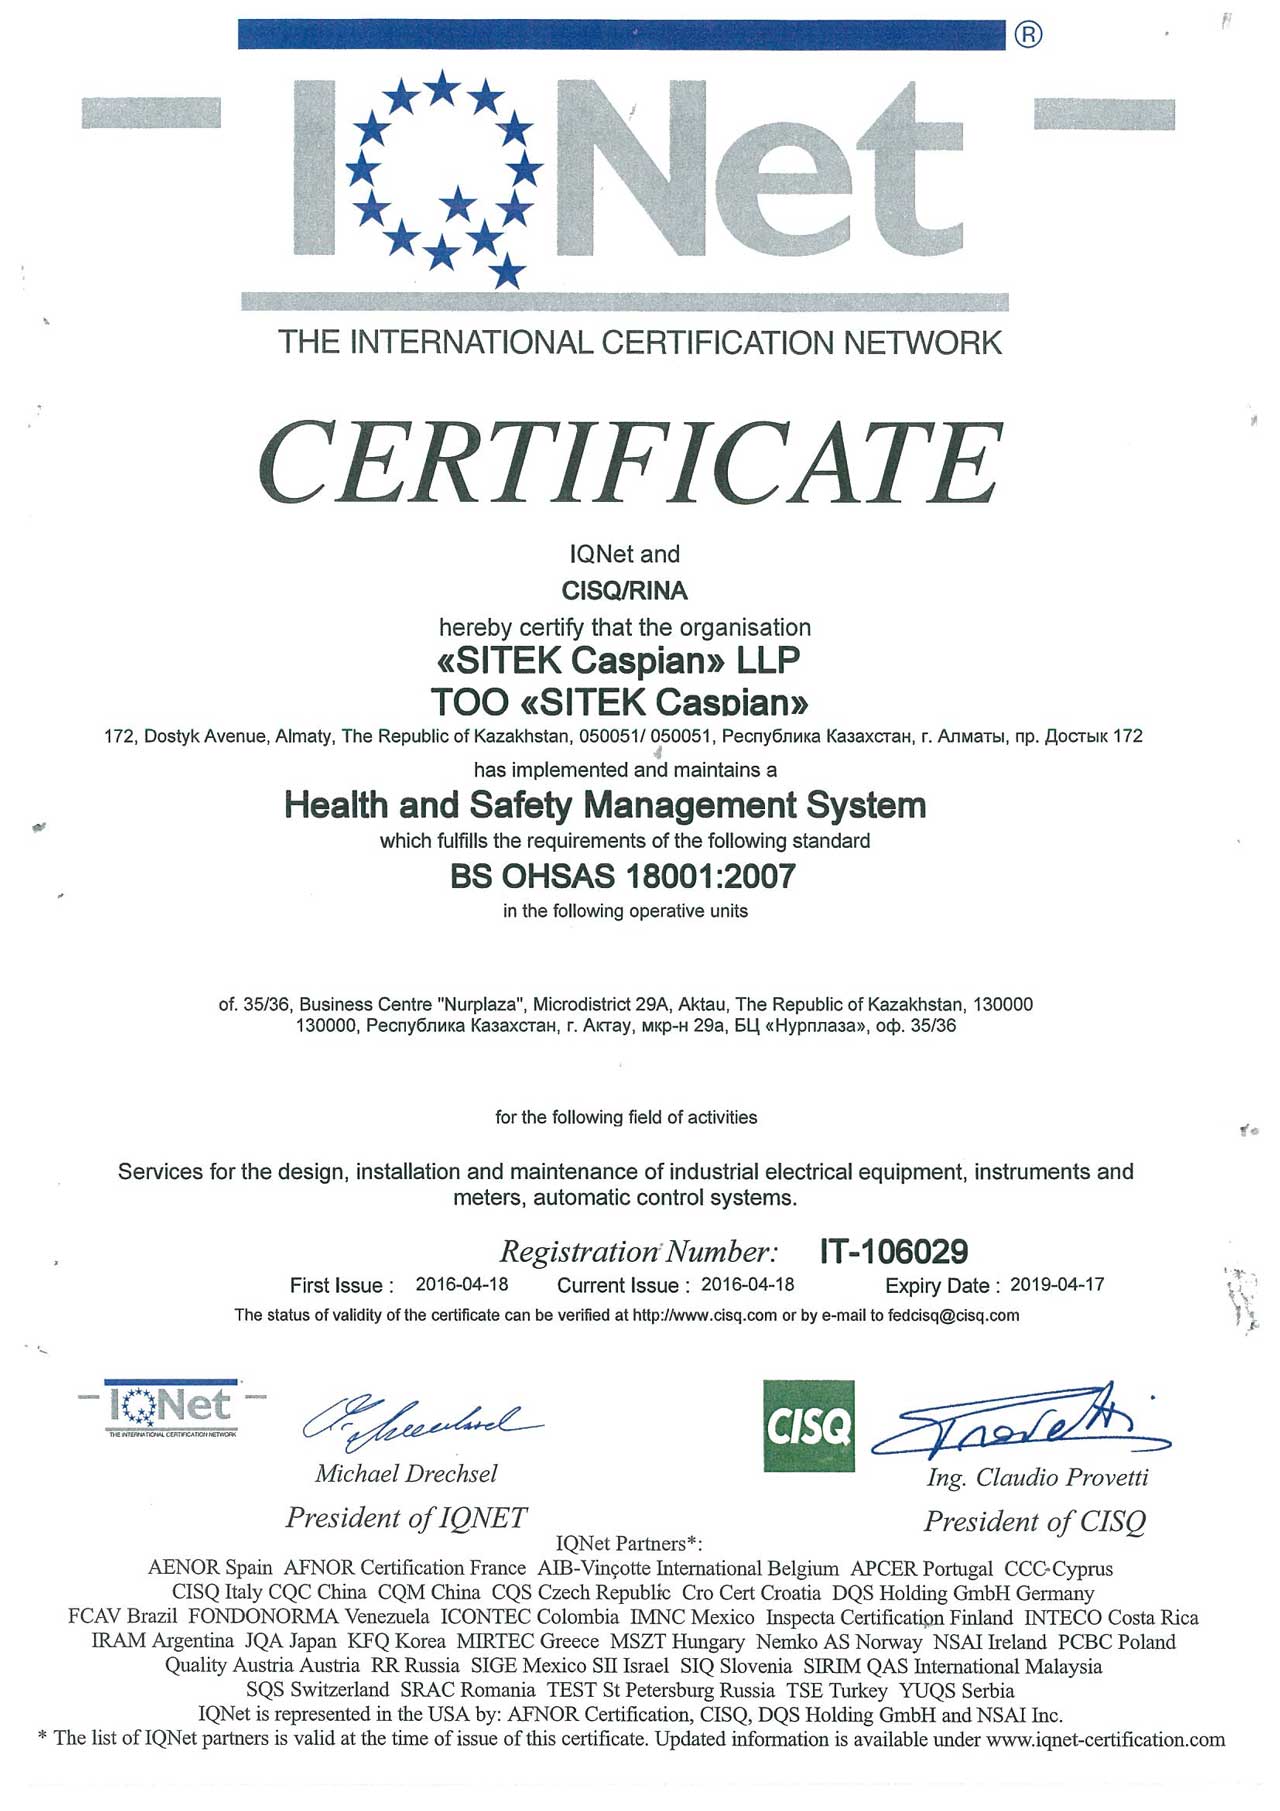 IQNet ®
THE INTERNATIONAL CERTIFICATION NETWORK
CERTIFICATE
IQNet and
CISQ/RINA
hereby certify that the organisation
«SITEK Caspian» LLP
ТОО «SITEK Caspian»
172, Dostyk Avenue, Almaty, The Republic of Kazakhstan, 050051/ 050051, Республика Казахстан, г. Алматы, пр. Достык 172
has implemented and maintains a
Health and Safety Management System
which fulfills the requirements of the following standard
BS OHSAS 18001:2007
in the following operative units
of. 35/36, Business Centre "Nurplaza", Microdistrict 29A, Aktau, The Republic of Kazakhstan, 130000
130000, Республика Казахстан, г. Актау, мкр-н 29а, БЦ «Нурплаза», оф. 35/36
for the following field of activities
Services for the design, installation and maintenance of industrial electrical equipment, instruments and
meters, automatic control systems.
Registration Number: IT-106029
First Issue : 2016-04-18 Current Issue : 2016-04-18 Expiry Date : 2019-04-17
The status of validity of the certificate can be verified at http://www.cisq.com or by e-mail to fedcisq@cisq.com
IQNet
THE INTERNATIONAL CERTIFICATION NETWORK
CISQ
Michael Drechsel
Ing. Claudio Provetti
President of IQNET
President of CISQ
IQNet Partners*:
AENOR Spain AFNOR Certification France AIB-Vinçotte International Belgium APCER Portugal CCC Cyprus
CISQ Italy CQC China CQM China CQS Czech Republic Cro Cert Croatia DQS Holding GmbH Germany
FCAV Brazil FONDONORMA Venezuela ICONTEC Colombia IMNC Mexico Inspecta Certification Finland INTECO Costa Rica
IRAM Argentina JQA Japan KFQ Korea MIRTEC Greece MSZT Hungary Nemko AS Norway NSAI Ireland PCBC Poland
Quality Austria Austria RR Russia SIGE Mexico SII Israel SIQ Slovenia SIRIM QAS International Malaysia
SQS Switzerland SRAC Romania TEST St Petersburg Russia TSE Turkey YUQS Serbia
IQNet is represented in the USA by: AFNOR Certification, CISQ, DQS Holding GmbH and NSAI Inc.
* The list of IQNet partners is valid at the time of issue of this certificate. Updated information is available under www.iqnet-certification.com